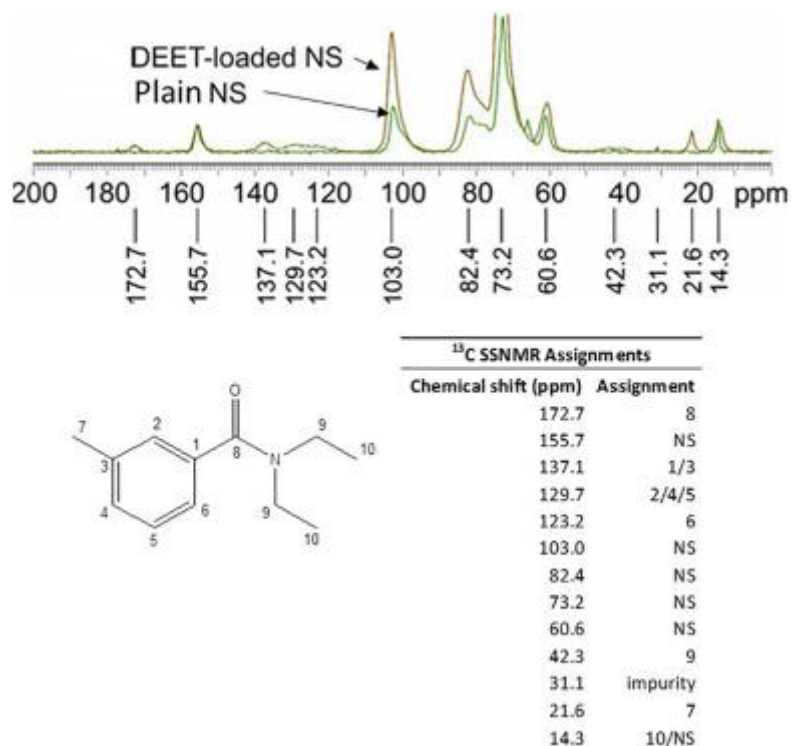 DEET-loaded NS
Plain NS
200 180 160 140 120 100 80 60 40 20 ppm
172.7 155.7 137.1 129.7 123.2 103.0 82.4 73.2 60.6 42.3 31.1 21.6 14.3
¹³C SSNMR Assignments
Chemical shift (ppm) Assignment
172.7 8
155.7 NS
137.1 1/3
129.7 2/4/5
123.2 6
103.0 NS
82.4 NS
73.2 NS
60.6 NS
42.3 9
31.1 impurity
21.6 7
14.3 10/NS
O
7 2 9
1 8 N 10
3
4 6 9
5
10